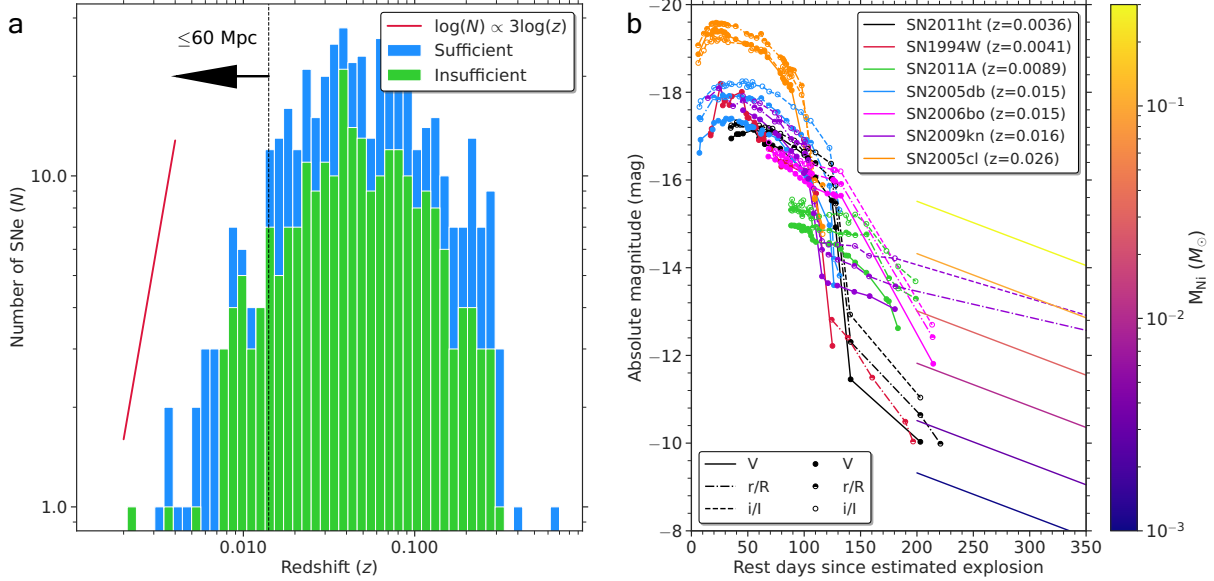 a
≤60 Mpc
log(N) ∝ 3log(z)
Sufficient
Insufficient
Number of SNe (N)
10.0
1.0
0.010
0.100
Redshift (z)
b
SN2011ht (z=0.0036)
SN1994W (z=0.0041)
SN2011A (z=0.0089)
SN2005db (z=0.015)
SN2006bo (z=0.015)
SN2009kn (z=0.016)
SN2005cl (z=0.026)
Absolute magnitude (mag)
−20
−18
−16
−14
−12
−10
−8
V
r/R
i/I
V
r/R
i/I
0
50
100
150
200
250
300
350
Rest days since estimated explosion
10⁻¹
10⁻²
10⁻³
M_Ni (M_⊙)